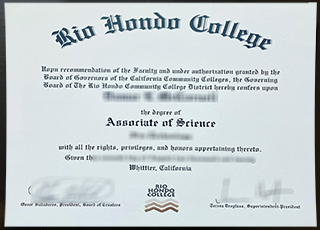 Rio Hondo College
Upon recommendation of the Faculty and under authorization granted by the
Board of Governors of the California Community Colleges, the Governing
Board of The Rio Hondo Community College District hereby confers upon
the degree of
Associate of Science
with all the rights, privileges, and honors appertaining thereto.
Given
Whittier, California
President, Board of Trustees
RIO
HONDO
COLLEGE
Superintendent-President